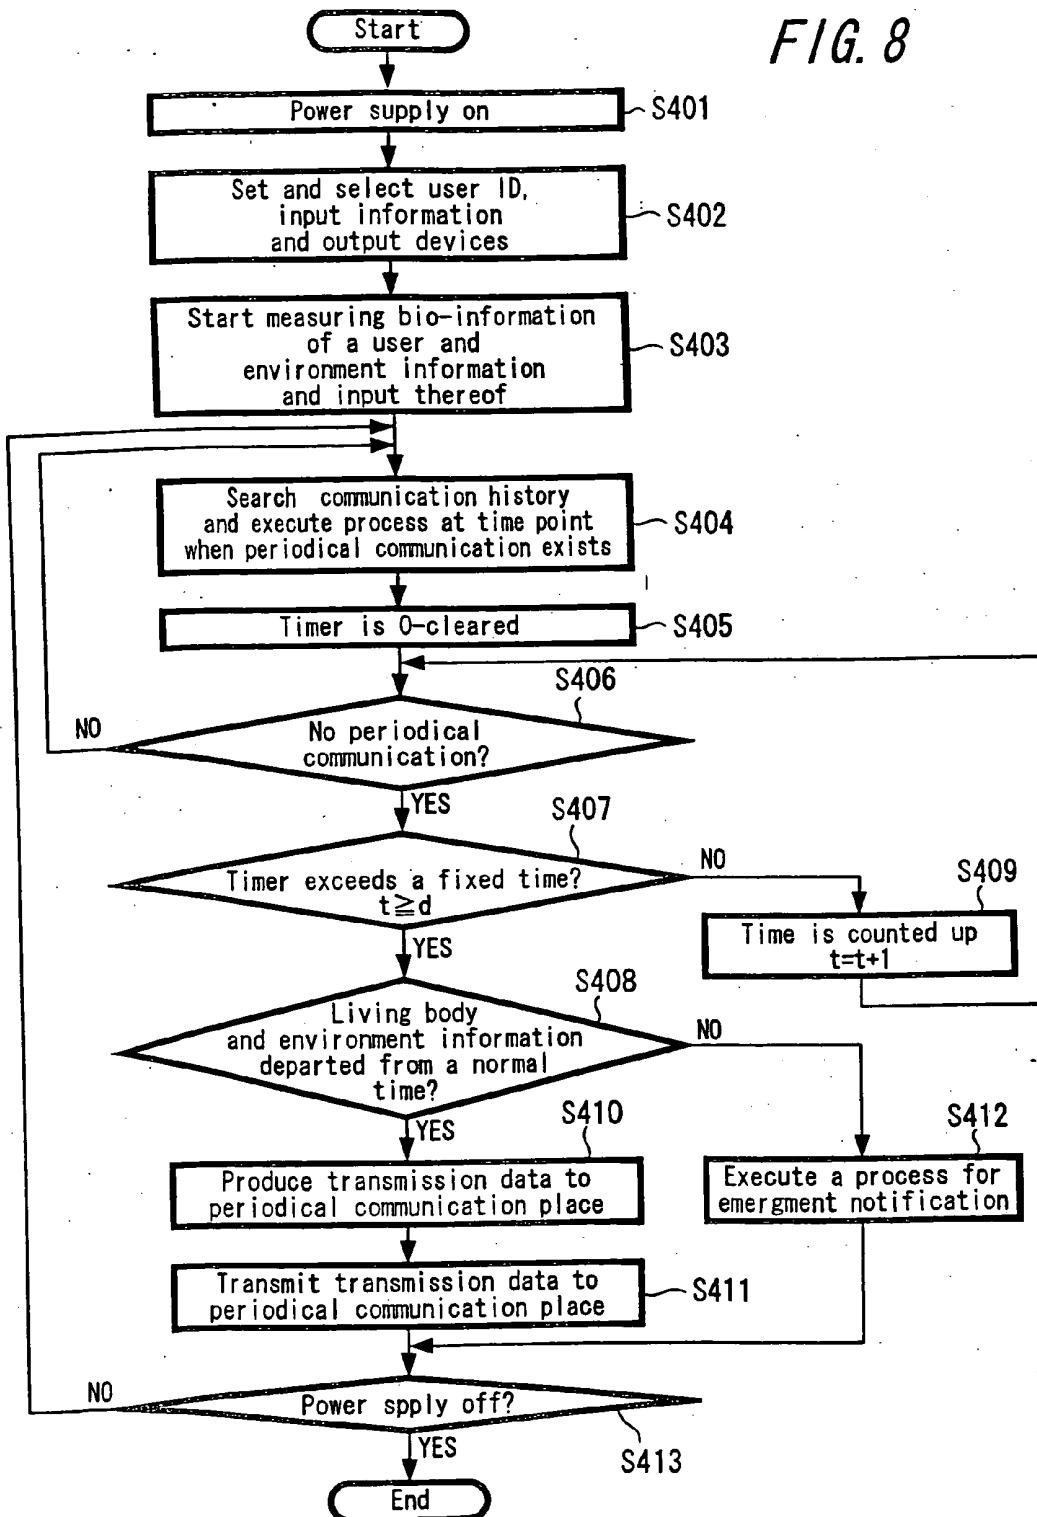 FIG. 8
Start
Power supply on
S401
Set and select user ID,
input information
and output devices
S402
Start measuring bio-information
of a user and
environment information
and input thereof
S403
Search communication history
and execute process at time point
when periodical communication exists
S404
Timer is 0-cleared
S405
S406
NO
No periodical
communication?
YES
S407
Timer exceeds a fixed time?
t≧d
NO
S409
Time is counted up
t=t+1
YES
S408
Living body
and environment information
departed from a normal
time?
NO
YES
S410
Produce transmission data to
periodical communication place
S412
Execute a process for
emergment notification
Transmit transmission data to
periodical communication place
S411
NO
Power spply off?
S413
YES
End